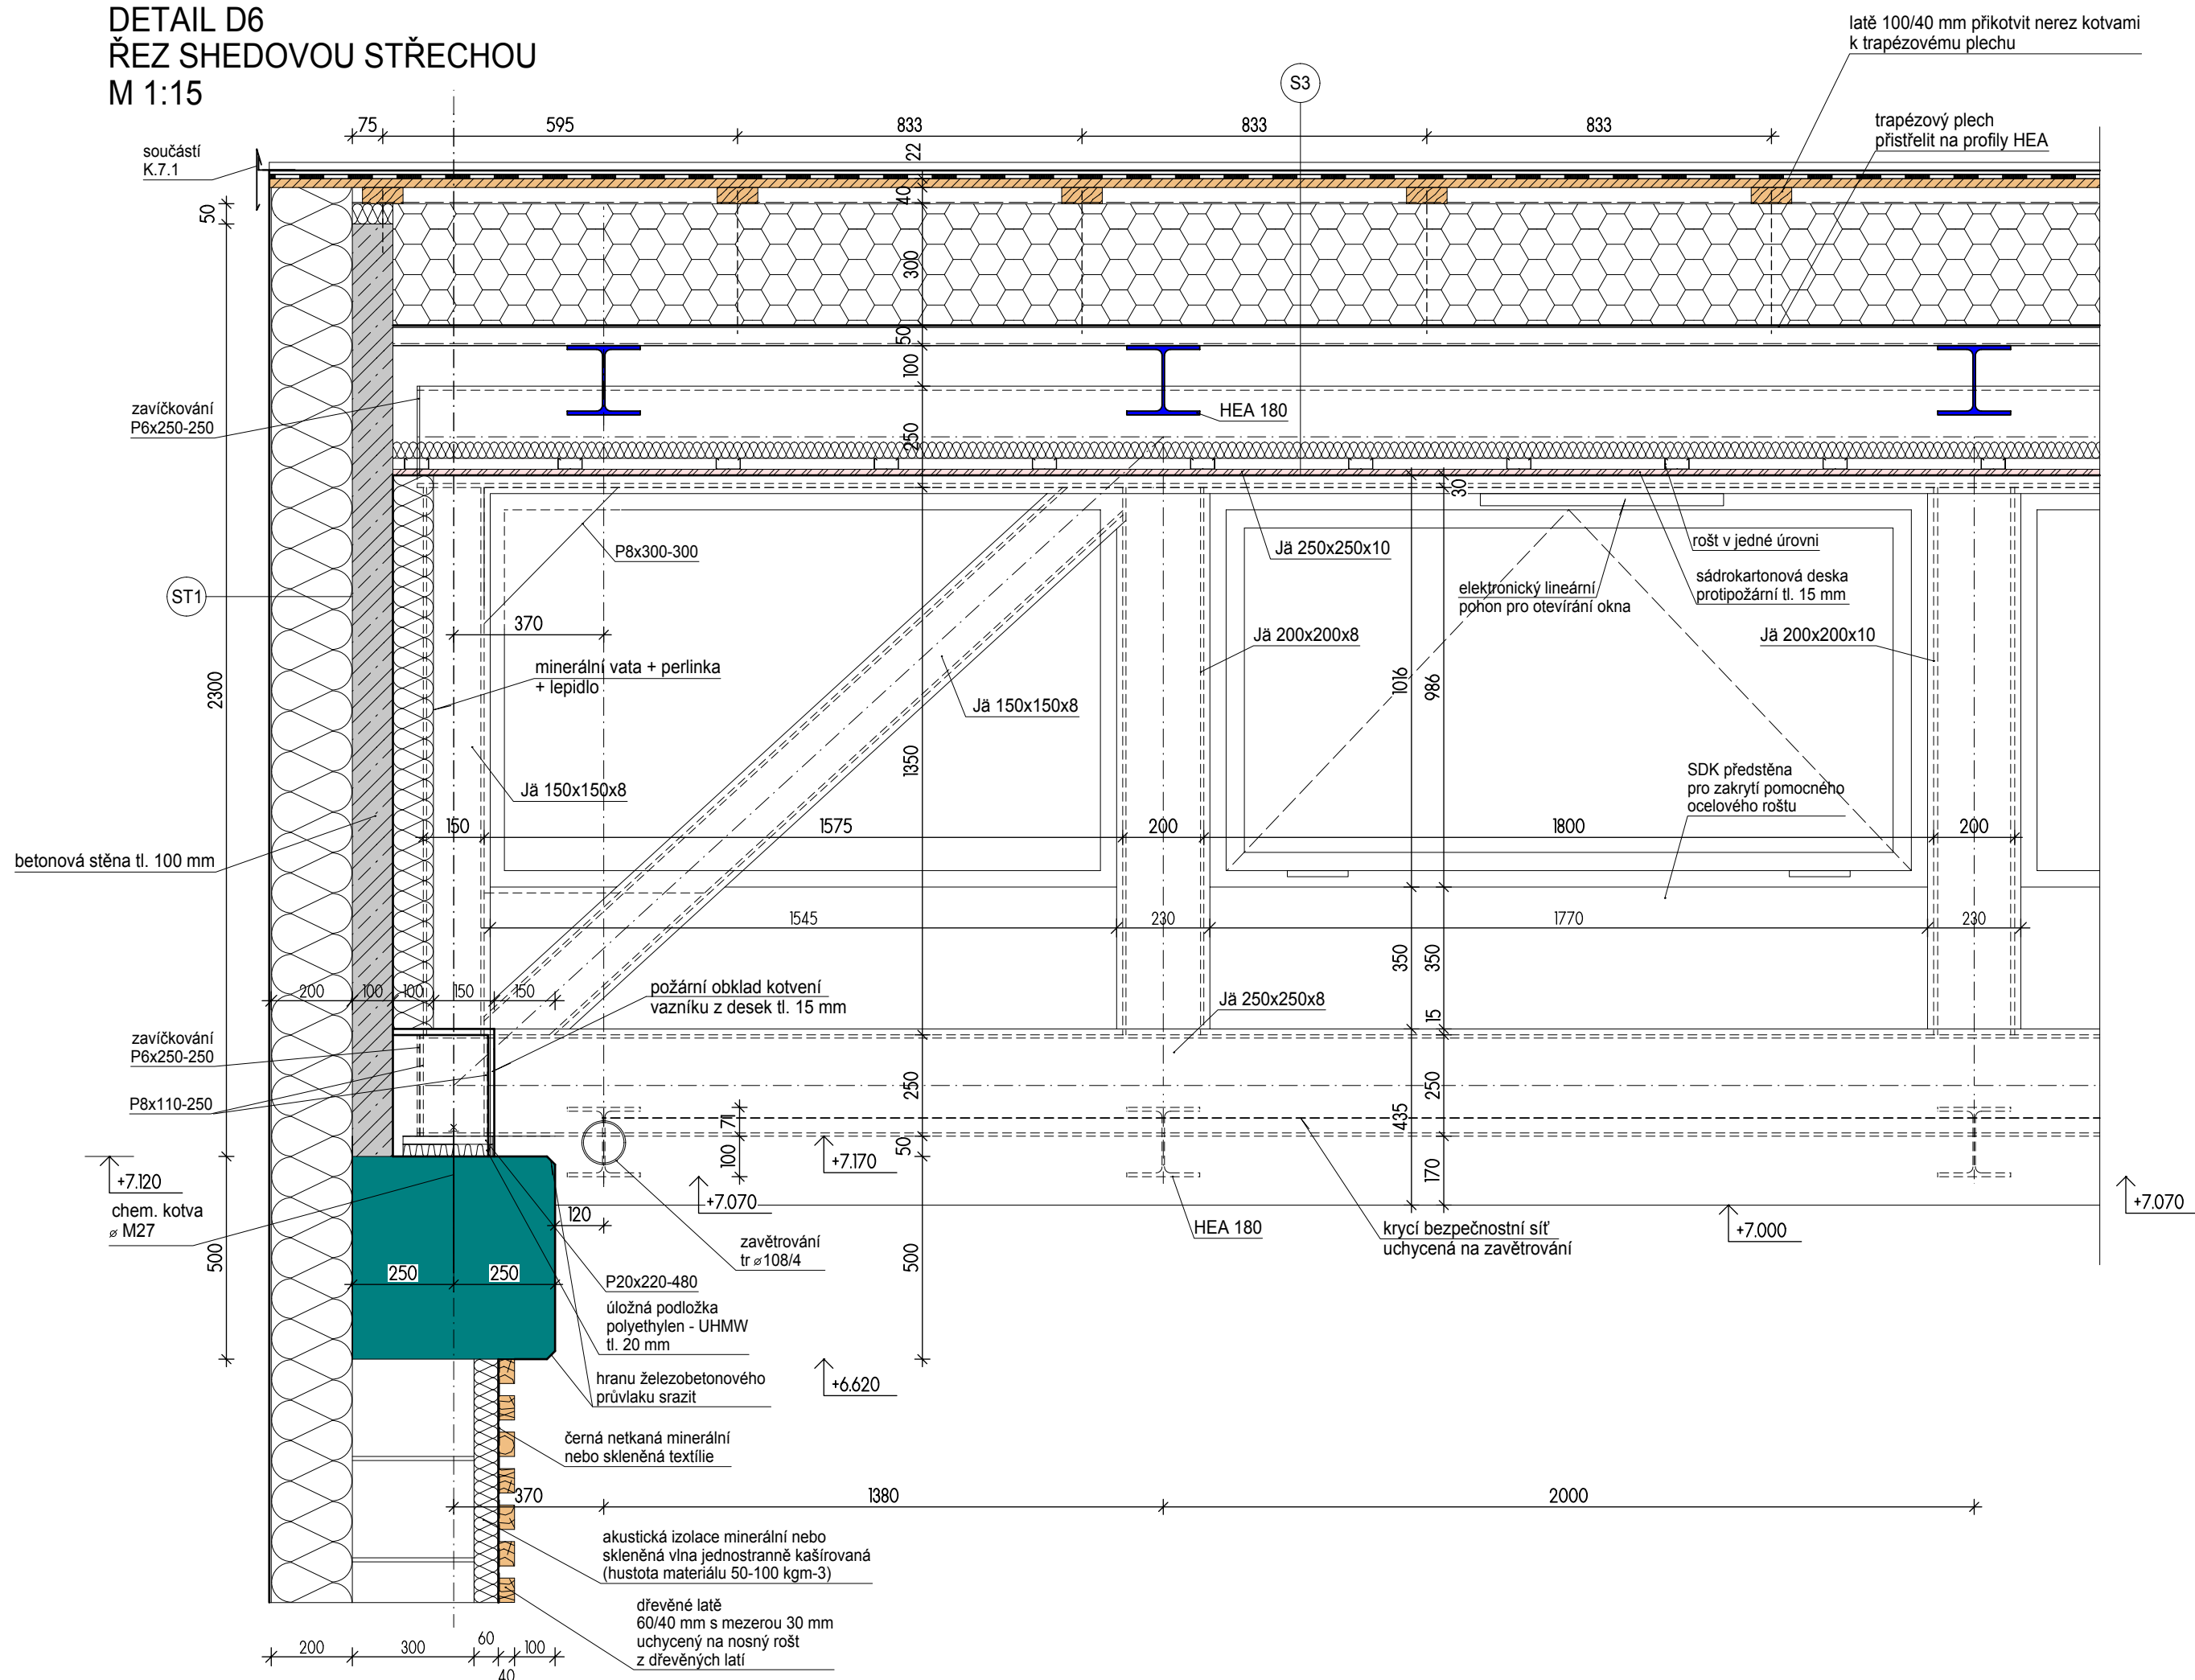 DETAIL D6
ŘEZ SHEDOVOU STŘECHOU
M 1:15
latě 100/40 mm přikotvit nerez kotvami
k trapézovému plechu
S3
75
595
833
833
833
trapézový plech
přistřelit na profily HEA
součástí
K.7.1
22
40
50
300
50
100
zavíčkování
P6x250-250
HEA 180
250
30
P8x300-300
Jä 250x250x10
rošt v jedné úrovni
elektronický lineární
pohon pro otevírání okna
sádrokartonová deska
protipožární tl. 15 mm
ST1
370
Jä 200x200x8
Jä 200x200x10
minerální vata + perlinka
+ lepidlo
2300
1016
986
Jä 150x150x8
1350
SDK předstěna
pro zakrytí pomocného
ocelového roštu
Jä 150x150x8
150
1575
200
1800
200
betonová stěna tl. 100 mm
1545
230
1770
230
350
350
200
100
100
150
150
požární obklad kotvení
vazníku z desek tl. 15 mm
Jä 250x250x8
15
zavíčkování
P6x250-250
P8x110-250
250
250
71
435
100
50
170
+7.170
+7.120
+7.070
+7.070
chem. kotva
⌀ M27
120
HEA 180
krycí bezpečnostní síť
uchycená na zavětrování
+7.000
zavětrování
tr ⌀108/4
500
500
250
250
P20x220-480
úložná podložka
polyethylen - UHMW
tl. 20 mm
hranu železobetonového
průvlaku srazit
+6.620
černá netkaná minerální
nebo skleněná textílie
370
1380
2000
akustická izolace minerální nebo
skleněná vlna jednostranně kašírovaná
(hustota materiálu 50-100 kgm-3)
dřevěné latě
60/40 mm s mezerou 30 mm
uchycený na nosný rošt
z dřevěných latí
200
300
60
100
40